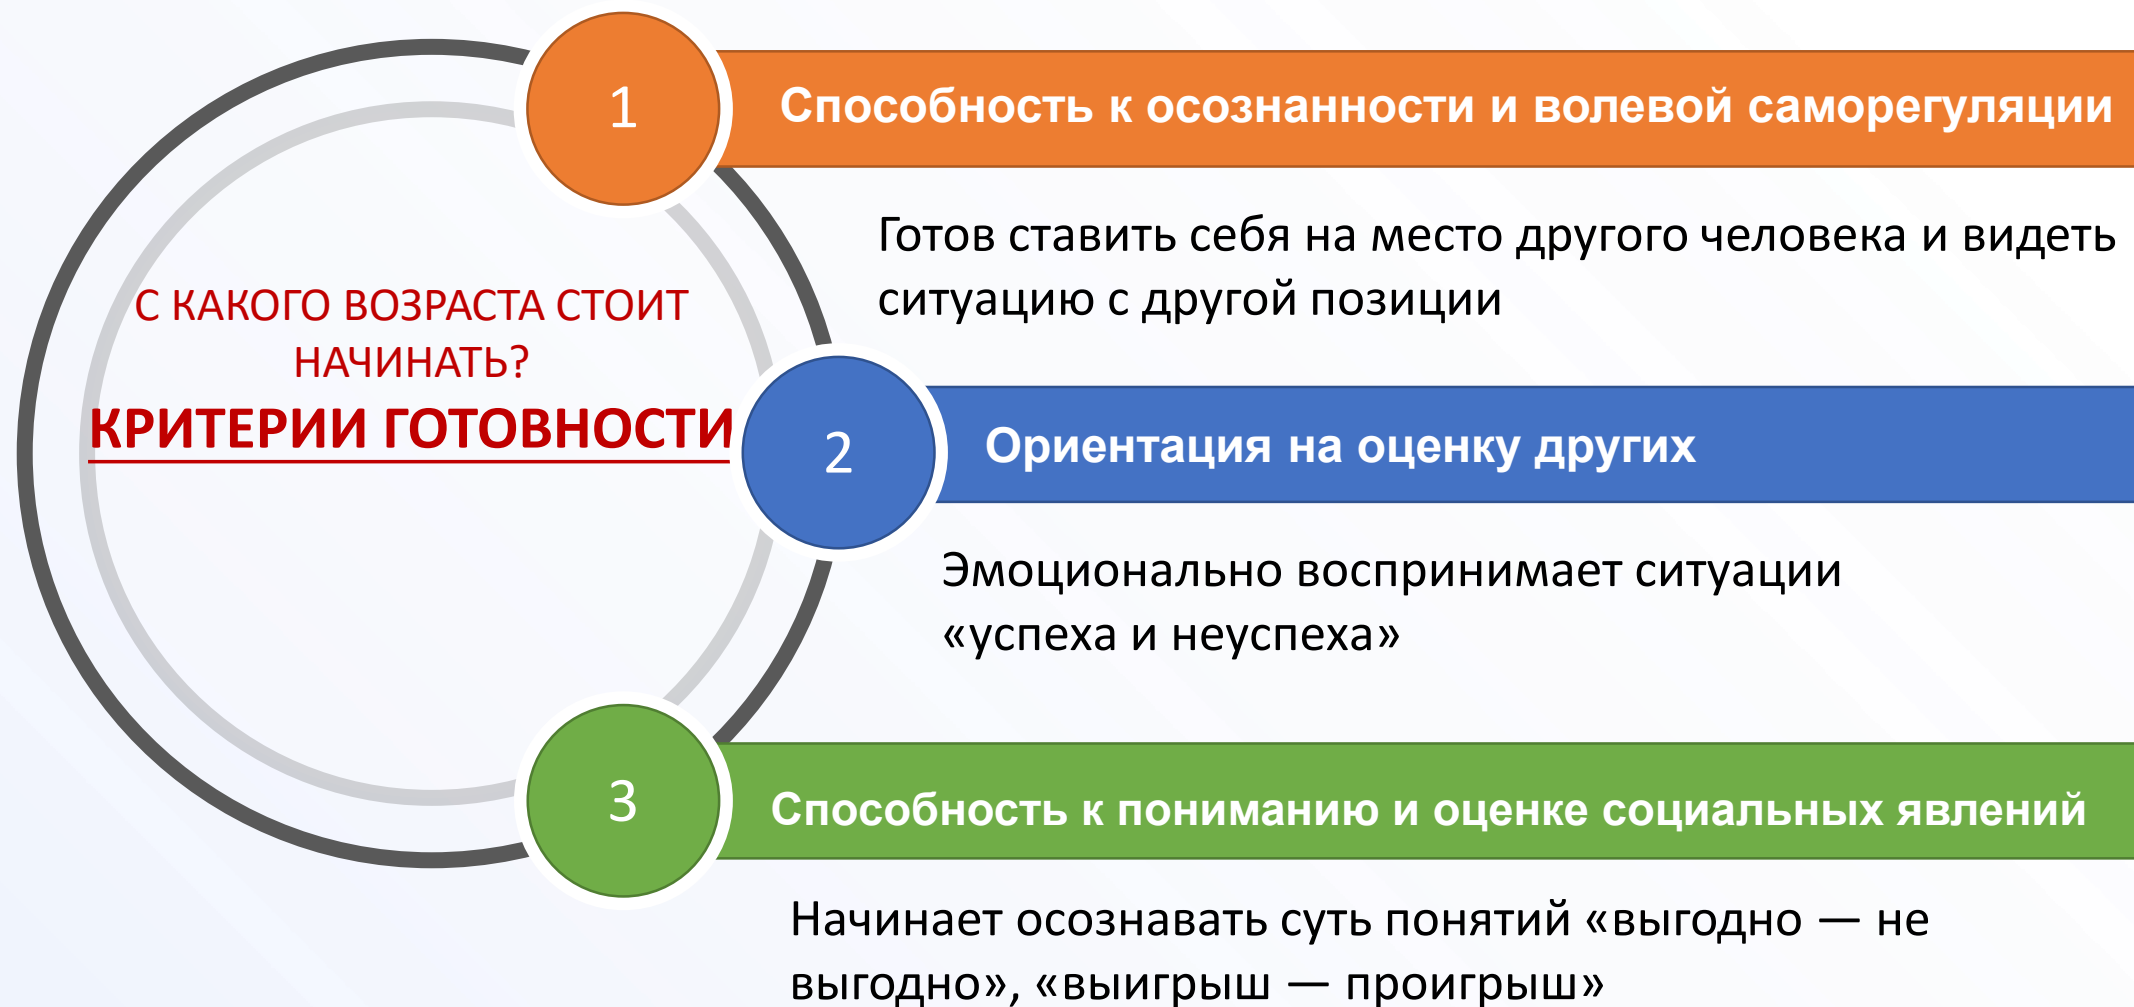 С КАКОГО ВОЗРАСТА СТОИТ
НАЧИНАТЬ?
КРИТЕРИИ ГОТОВНОСТИ
1
Способность к осознанности и волевой саморегуляции
Готов ставить себя на место другого человека и видеть
ситуацию с другой позиции
2
Ориентация на оценку других
Эмоционально воспринимает ситуации
«успеха и неуспеха»
3
Способность к пониманию и оценке социальных явлений
Начинает осознавать суть понятий «выгодно — не
выгодно», «выигрыш — проигрыш»